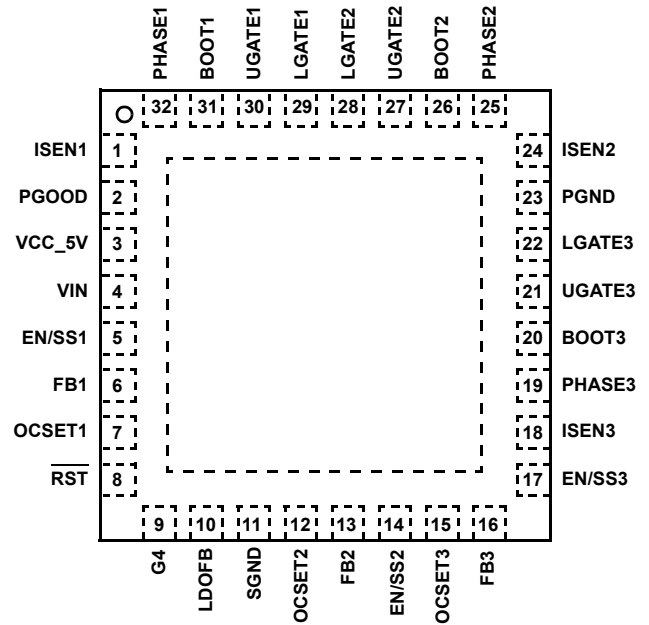 PHASE1
BOOT1
UGATE1
LGATE1
LGATE2
UGATE2
BOOT2
PHASE2
32 31 30 29 28 27 26 25
ISEN1 1
PGOOD 2
VCC_5V 3
VIN 4
EN/SS1 5
FB1 6
OCSET1 7
RST 8
24 ISEN2
23 PGND
22 LGATE3
21 UGATE3
20 BOOT3
19 PHASE3
18 ISEN3
17 EN/SS3
9 10 11 12 13 14 15 16
G4
LDOFB
SGND
OCSET2
FB2
EN/SS2
OCSET3
FB3